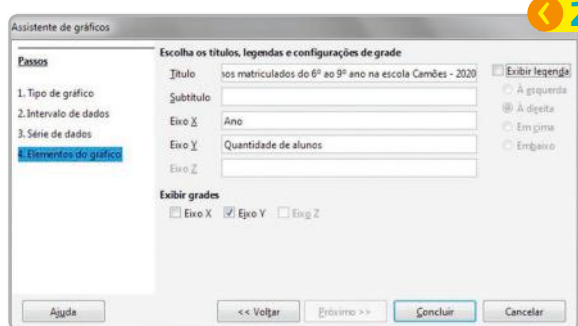 2
Assistente de gráficos
Passos
1. Tipo de gráfico
2. Intervalo de dados
3. Série de dados
4. Elementos do gráfico
Escolha os títulos, legendas e configurações de grade
Título
nos matriculados do 6º ao 9º ano na escola Camões - 2020
Subtítulo
Eixo X
Ano
Eixo Y
Quantidade de alunos
Eixo Z
Exibir legenda
À esquerda
À direita
Em cima
Embaixo
Exibir grades
Eixo X Eixo Y Eixo Z
Ajuda << Voltar Próximo >> Concluir Cancelar